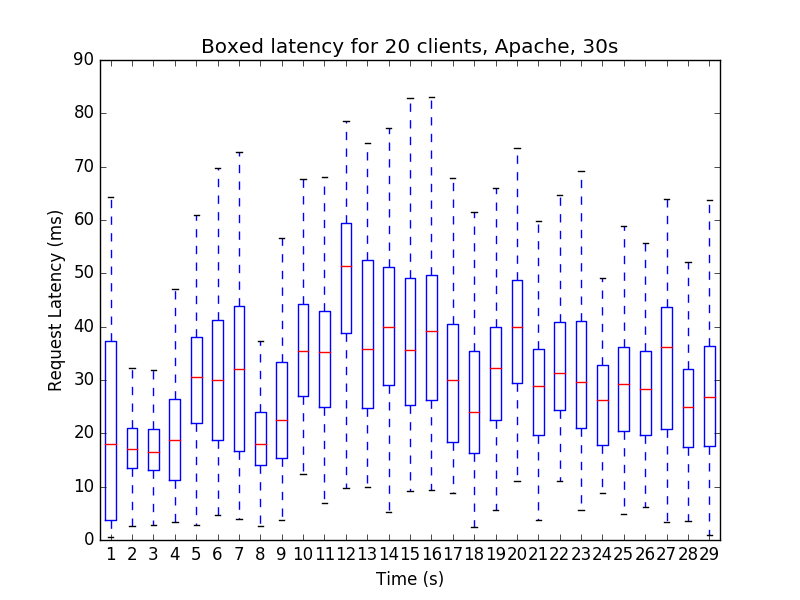 Boxed latency for 20 clients, Apache, 30s
90
80
70
60
50
40
30
20
10
0
Request Latency (ms)
1 2 3 4 5 6 7 8 9 10 11 12 13 14 15 16 17 18 19 20 21 22 23 24 25 26 27 28 29
Time (s)